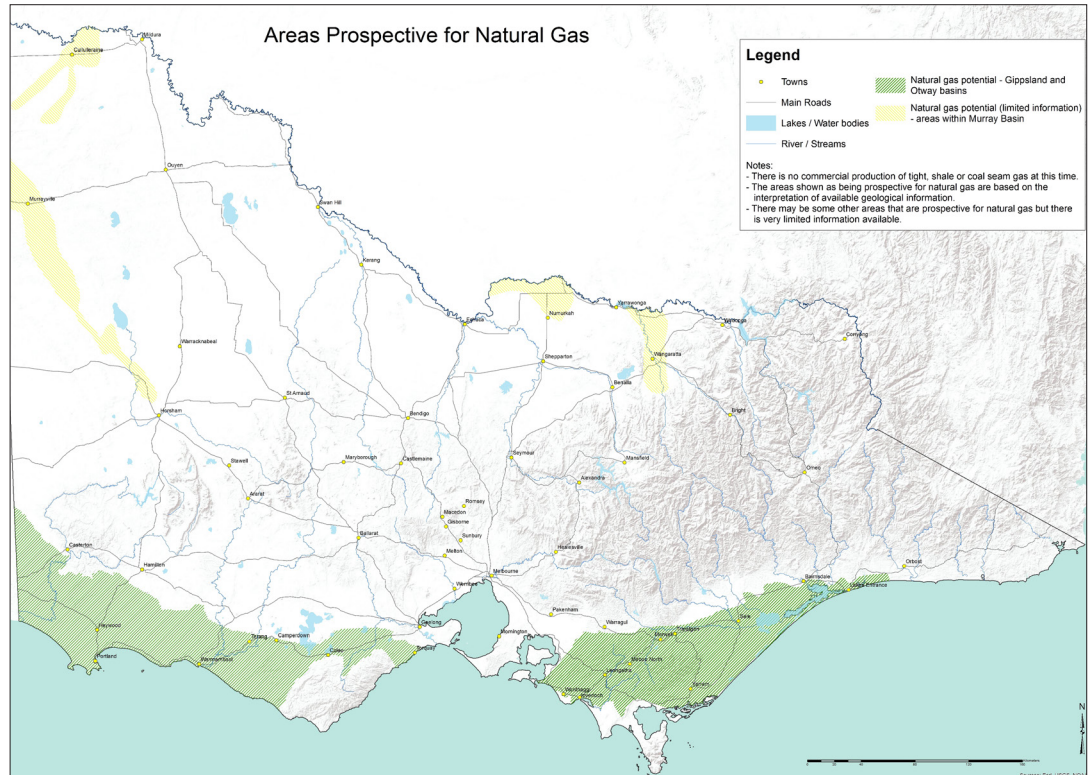 Areas Prospective for Natural Gas
Legend
Towns
Main Roads
Lakes / Water bodies
River / Streams
Natural gas potential - Gippsland and
Otway basins
Natural gas potential (limited information)
- areas within Murray Basin
Notes:
- There is no commercial production of tight, shale or coal seam gas at this time.
- The areas shown as being prospective for natural gas are based on the
interpretation of available geological information.
- There may be some other areas that are prospective for natural gas but there
is very limited information available.
Mildura
Cullulleraine
Ouyen
Murrayville
Swan Hill
Kerang
Echuca
Numurkah
Yarrawonga
Wodonga
Corryong
Warracknabeal
Shepparton
Wangaratta
Benalla
St Arnaud
Horsham
Bendigo
Bright
Stawell
Maryborough
Castlemaine
Seymour
Mansfield
Omeo
Alexandra
Ararat
Romsey
Macedon
Gisborne
Ballarat
Sunbury
Casterton
Melton
Healesville
Hamilton
Melbourne
Orbost
Werribee
Bairnsdale
Lakes Entrance
Pakenham
Sale
Heywood
Geelong
Warragul
Mornington
Traralgon
Morwell
Terang
Camperdown
Colac
Torquay
Portland
Warrnambool
Mirboo North
Leongatha
Yarram
Wonthaggi
Inverloch
N